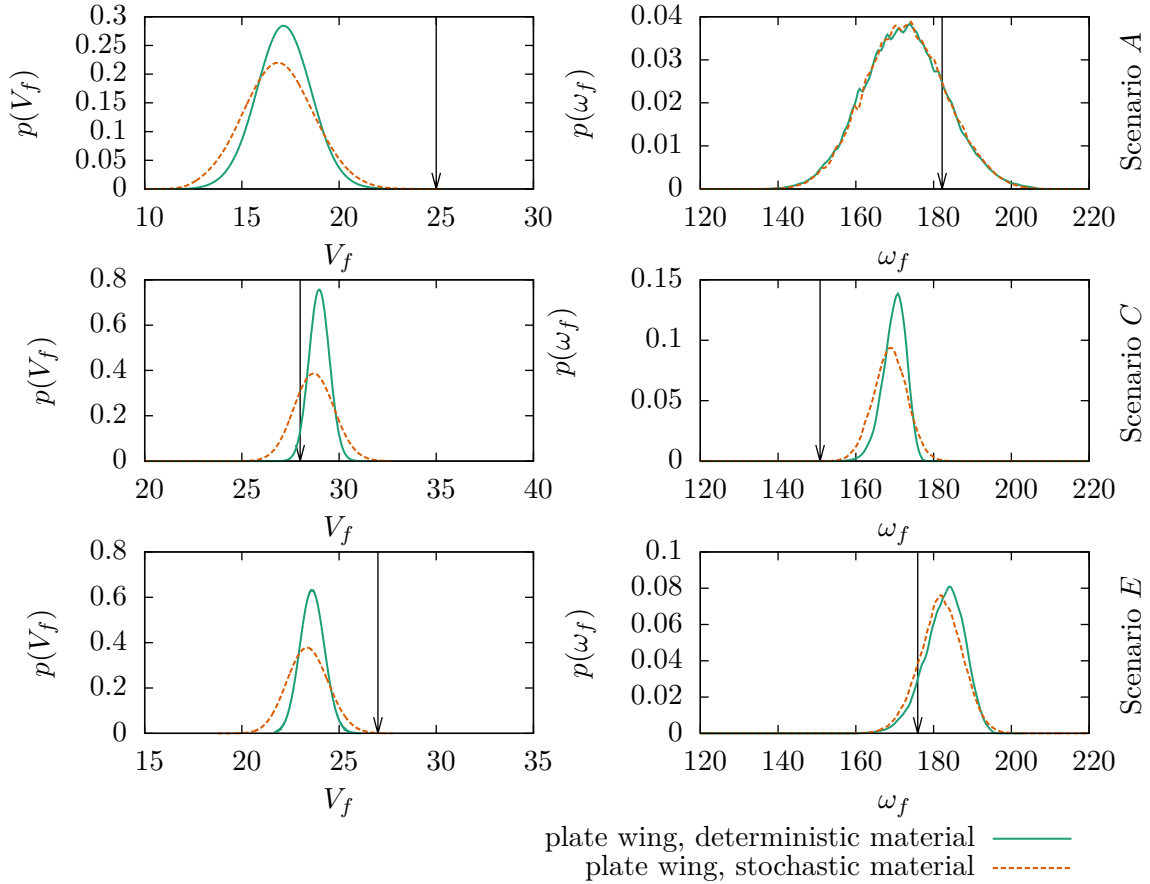 0.3
0.25
0.2
0.15
0.1
0.05
0
p(V_f)
10 15 20 25 30
V_f
0.04
0.03
0.02
0.01
0
p(ω_f)
120 140 160 180 200 220
ω_f
Scenario A
0.8
0.6
0.4
0.2
0
p(V_f)
20 25 30 35 40
V_f
0.15
0.1
0.05
0
p(ω_f)
120 140 160 180 200 220
ω_f
Scenario C
0.8
0.6
0.4
0.2
0
p(V_f)
15 20 25 30 35
V_f
0.1
0.08
0.06
0.04
0.02
0
p(ω_f)
120 140 160 180 200 220
ω_f
Scenario E
plate wing, deterministic material
plate wing, stochastic material